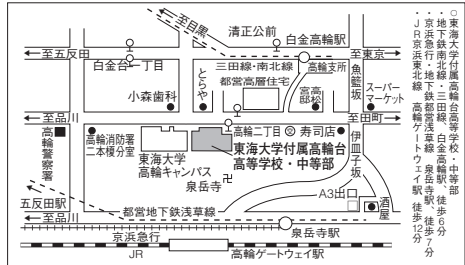 ○東海大学付属高輪台高等学校・中等部
・地下鉄南北線・三田線、白金高輪駅、徒歩6分
・京浜急行・地下鉄都営浅草線、泉岳寺駅、徒歩7分
・JR京浜東北線、高輪ゲートウェイ駅、徒歩12分
至目黒
清正公前
白金高輪駅
至五反田
白金台一丁目
三田線・南北線
至東京
高輪支所
魚籃坂
とらや
都営高層住宅
小森歯科
宮高
邸松
スーパーマーケット
至品川
至田町
高輪警察署
高輪消防署
二本榎分室
東海大学
高輪キャンパス
高輪二丁目
寿司店
東海大学付属高輪台
高等学校・中等部
伊皿子坂
泉岳寺
五反田駅
A3出口
酒屋
至品川
都営地下鉄浅草線
京浜急行
泉岳寺駅
JR
高輪ゲートウェイ駅